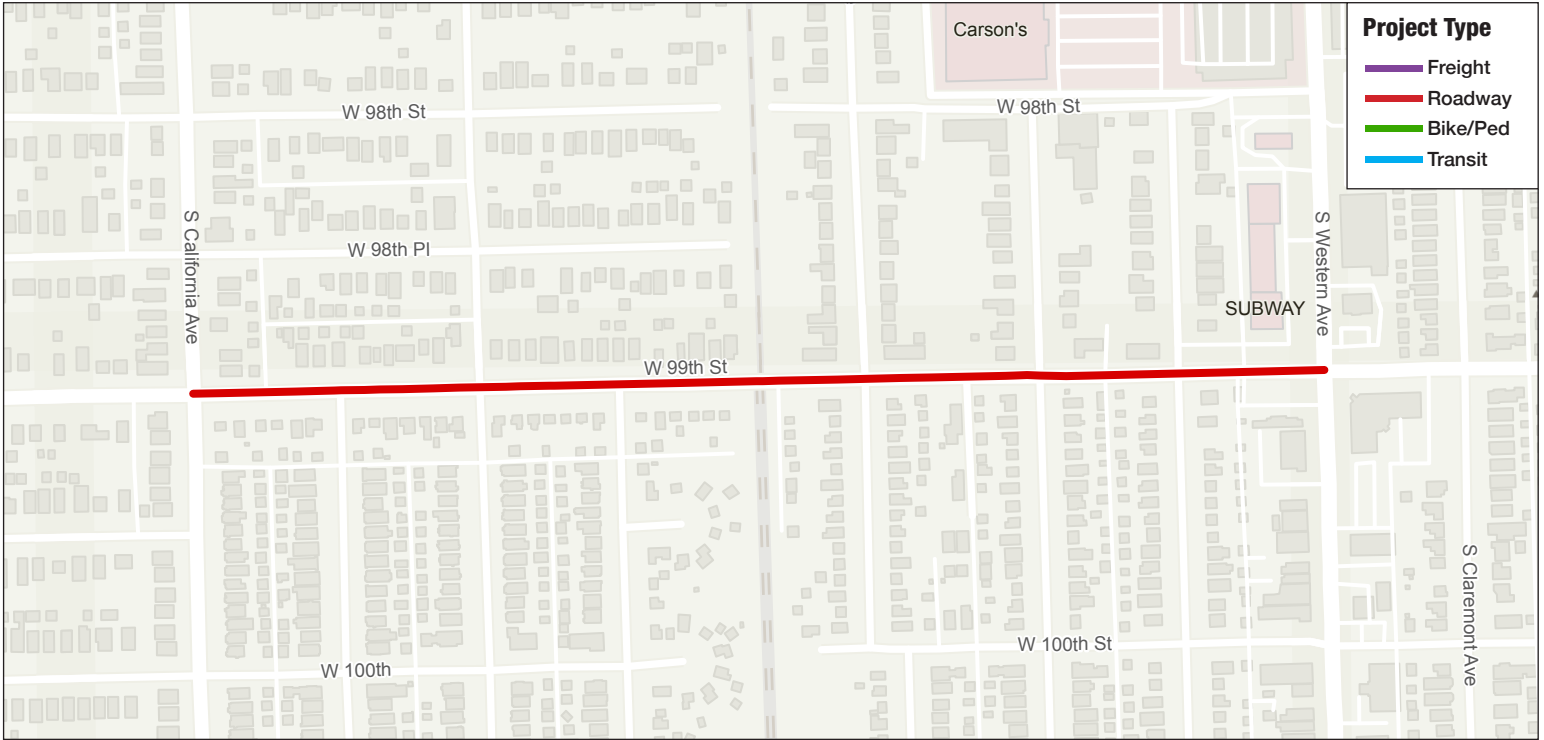 Carson's
Project Type
Freight
Roadway
Bike/Ped
Transit
W 98th St
W 98th St
S California Ave
W 98th Pl
S Western Ave
SUBWAY
W 99th St
S Claremont Ave
W 100th St
W 100th